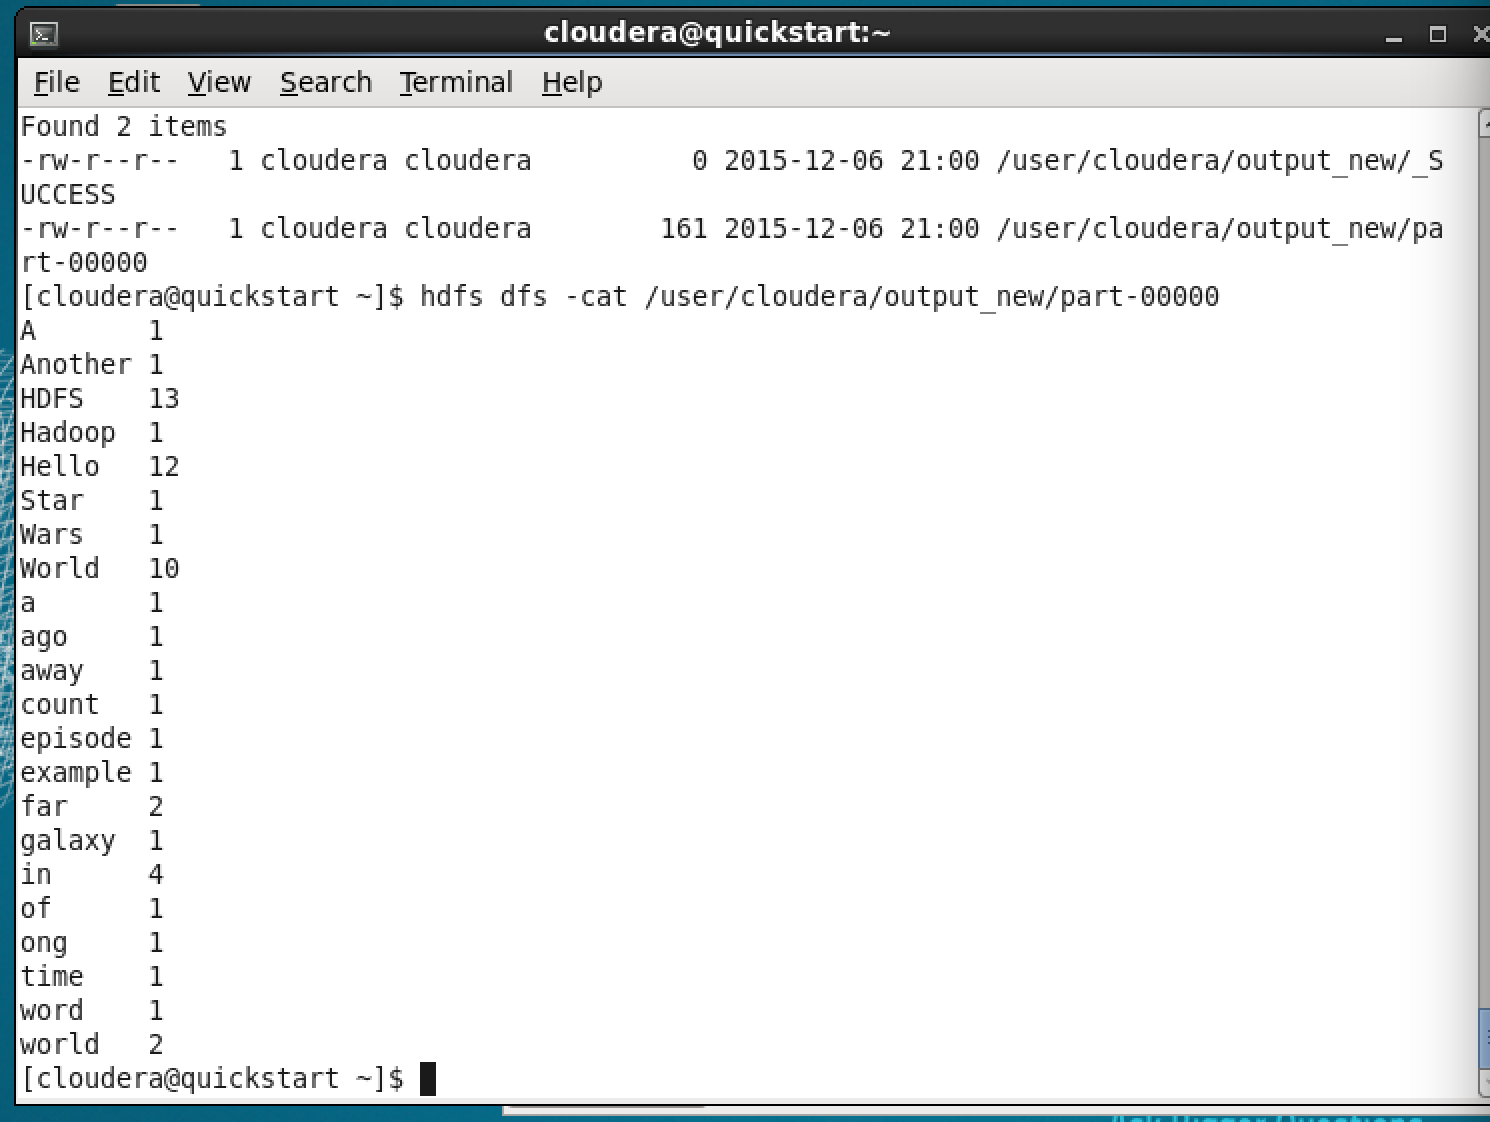 cloudera@quickstart:~
File Edit View Search Terminal Help
Found 2 items
-rw-r--r--   1 cloudera cloudera          0 2015-12-06 21:00 /user/cloudera/output_new/_S
UCCESS
-rw-r--r--   1 cloudera cloudera        161 2015-12-06 21:00 /user/cloudera/output_new/pa
rt-00000
[cloudera@quickstart ~]$ hdfs dfs -cat /user/cloudera/output_new/part-00000
A       1
Another 1
HDFS    13
Hadoop  1
Hello   12
Star    1
Wars    1
World   10
a       1
ago     1
away    1
count   1
episode 1
example 1
far     2
galaxy  1
in      4
of      1
ong     1
time    1
word    1
world   2
[cloudera@quickstart ~]$